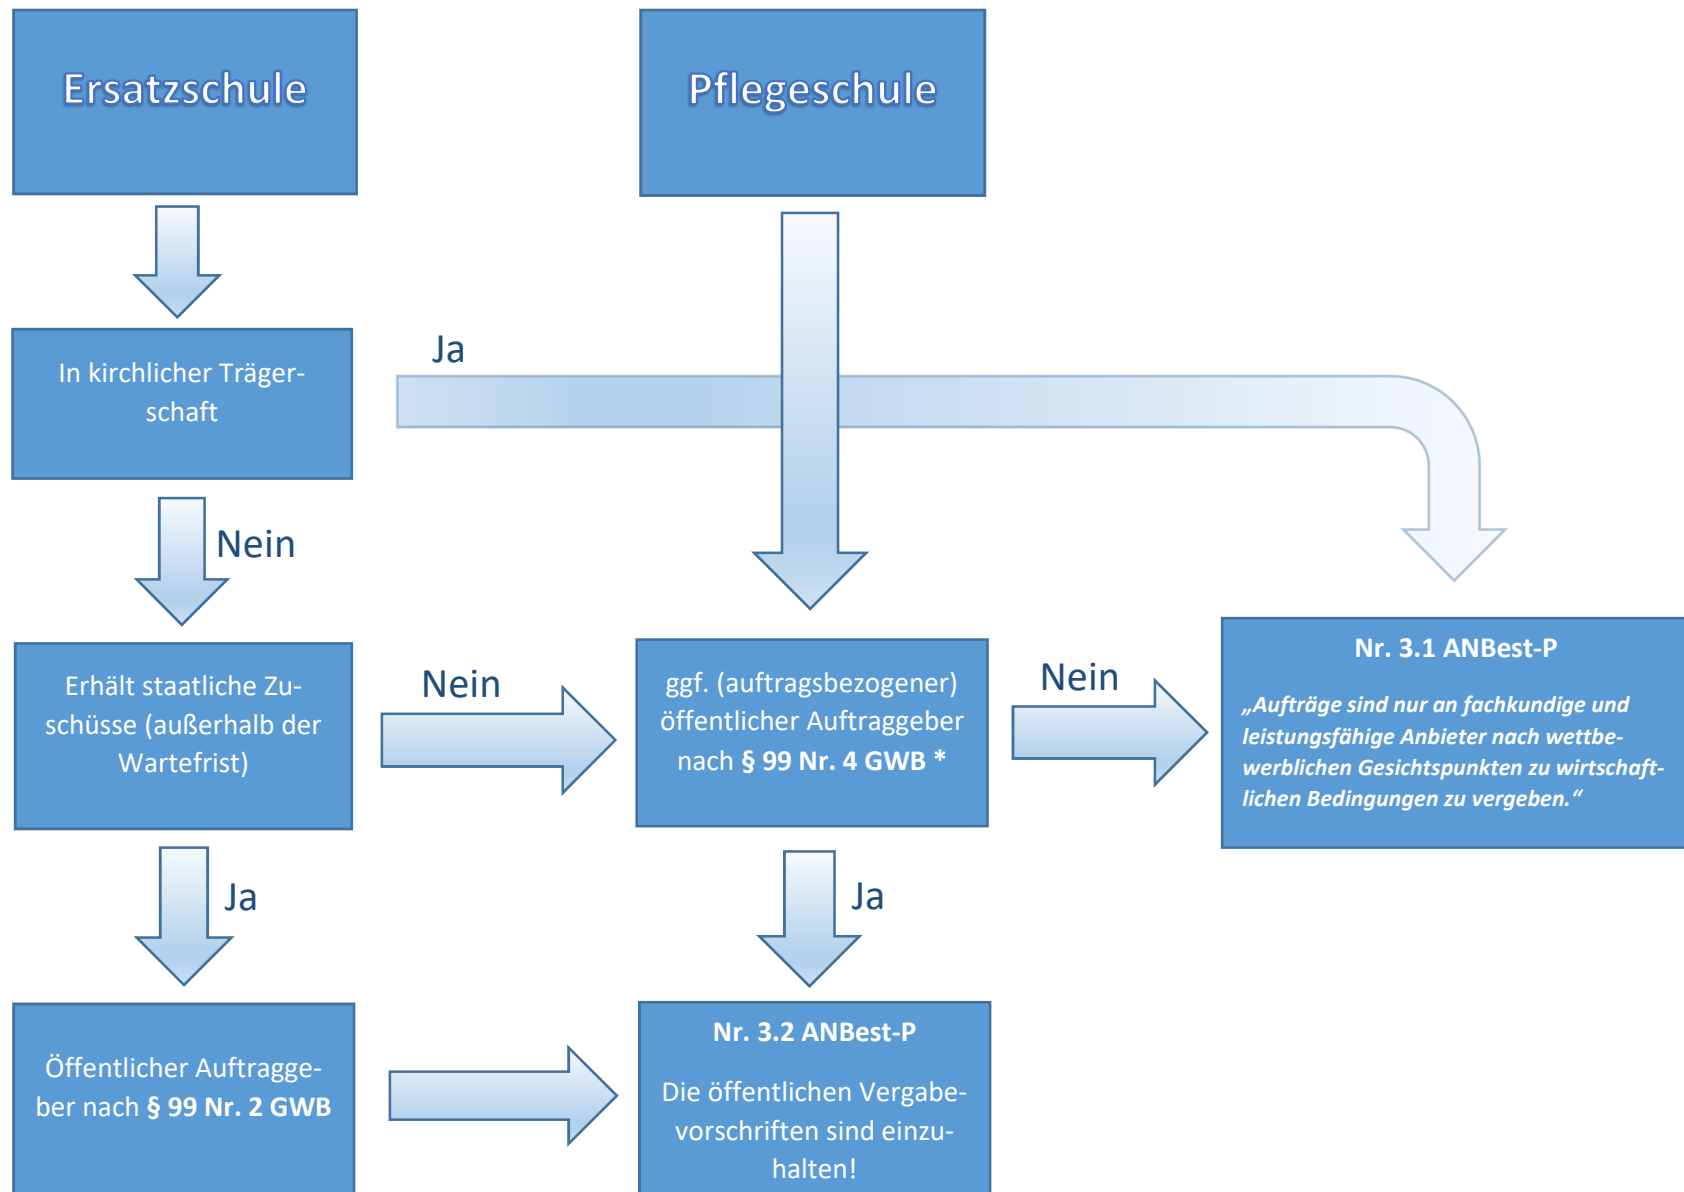 Ersatzschule
Pflegeschule
In kirchlicher Träger-
schaft
Ja
Nein
Erhält staatliche Zu-
schüsse (außerhalb der
Wartefrist)
Nein
ggf. (auftragsbezogener)
öffentlicher Auftraggeber
nach § 99 Nr. 4 GWB *
Nein
Nr. 3.1 ANBest-P
„Aufträge sind nur an fachkundige und
leistungsfähige Anbieter nach wettbe-
werblichen Gesichtspunkten zu wirtschaft-
lichen Bedingungen zu vergeben.“
Ja
Ja
Öffentlicher Auftragge-
ber nach § 99 Nr. 2 GWB
Nr. 3.2 ANBest-P
Die öffentlichen Vergabe-
vorschriften sind einzu-
halten!